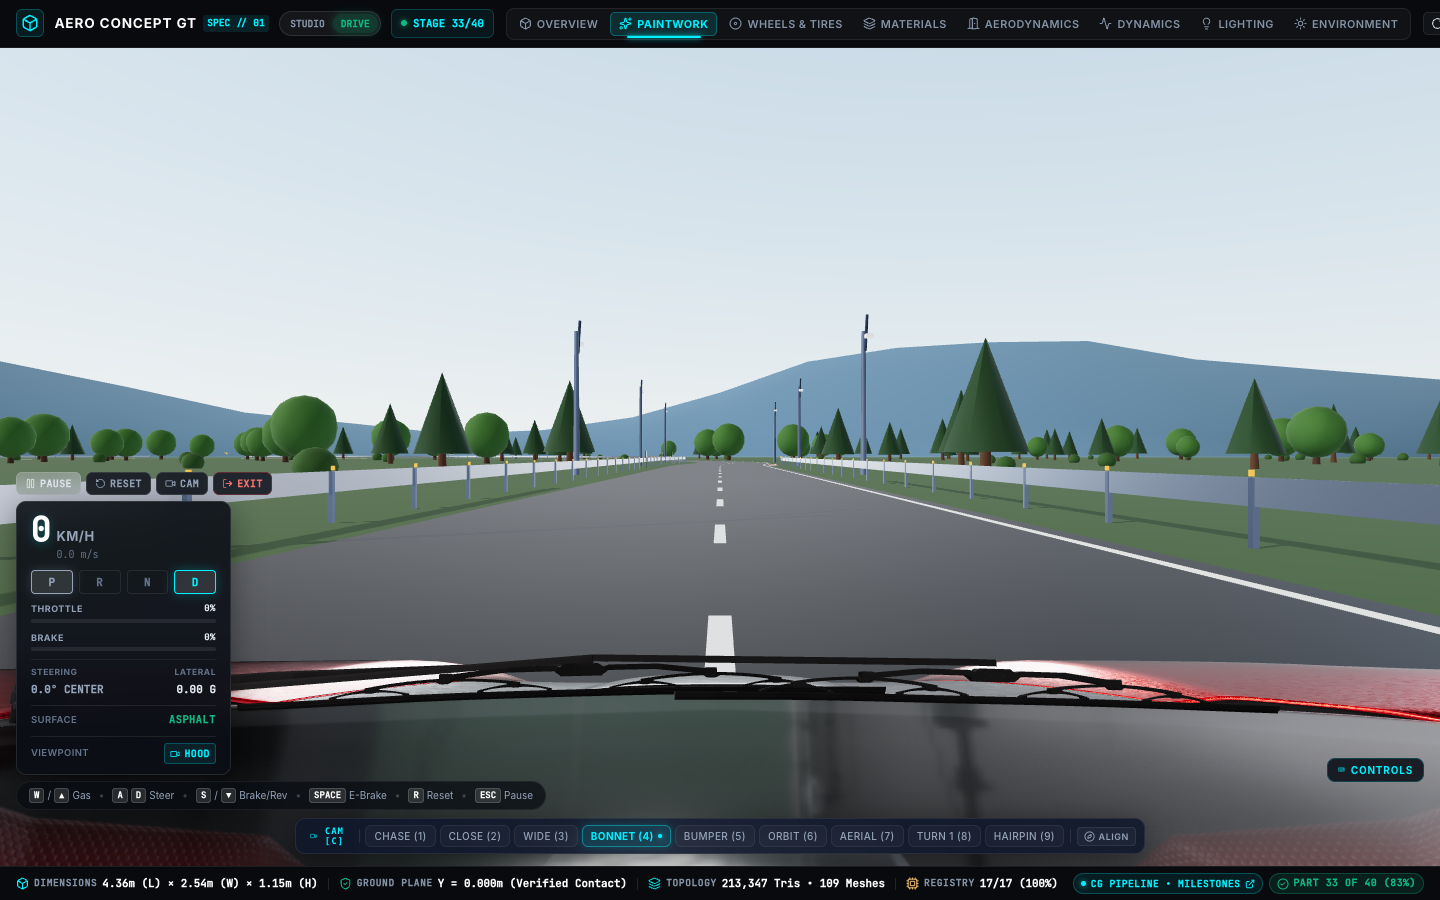 AERO CONCEPT GT SPEC // 01 STUDIO DRIVE STAGE 33/40 OVERVIEW PAINTWORK WHEELS & TIRES MATERIALS AERODYNAMICS DYNAMICS LIGHTING ENVIRONMENT
PAUSE RESET CAM EXIT
0 KM/H
0.0 m/s
P R N D
THROTTLE 0%
BRAKE 0%
STEERING LATERAL
0.0° CENTER 0.00 G
SURFACE ASPHALT
VIEWPOINT HOOD
CONTROLS
W / ▲ Gas • A D Steer • S / ▼ Brake/Rev • SPACE E-Brake • R Reset • ESC Pause
CAM [C] CHASE (1) CLOSE (2) WIDE (3) BONNET (4) • BUMPER (5) ORBIT (6) AERIAL (7) TURN 1 (8) HAIRPIN (9) ALIGN
DIMENSIONS 4.36m (L) × 2.54m (W) × 1.15m (H) GROUND PLANE Y = 0.000m (Verified Contact) TOPOLOGY 213,347 Tris • 109 Meshes REGISTRY 17/17 (100%) CG PIPELINE • MILESTONES PART 33 OF 40 (83%)